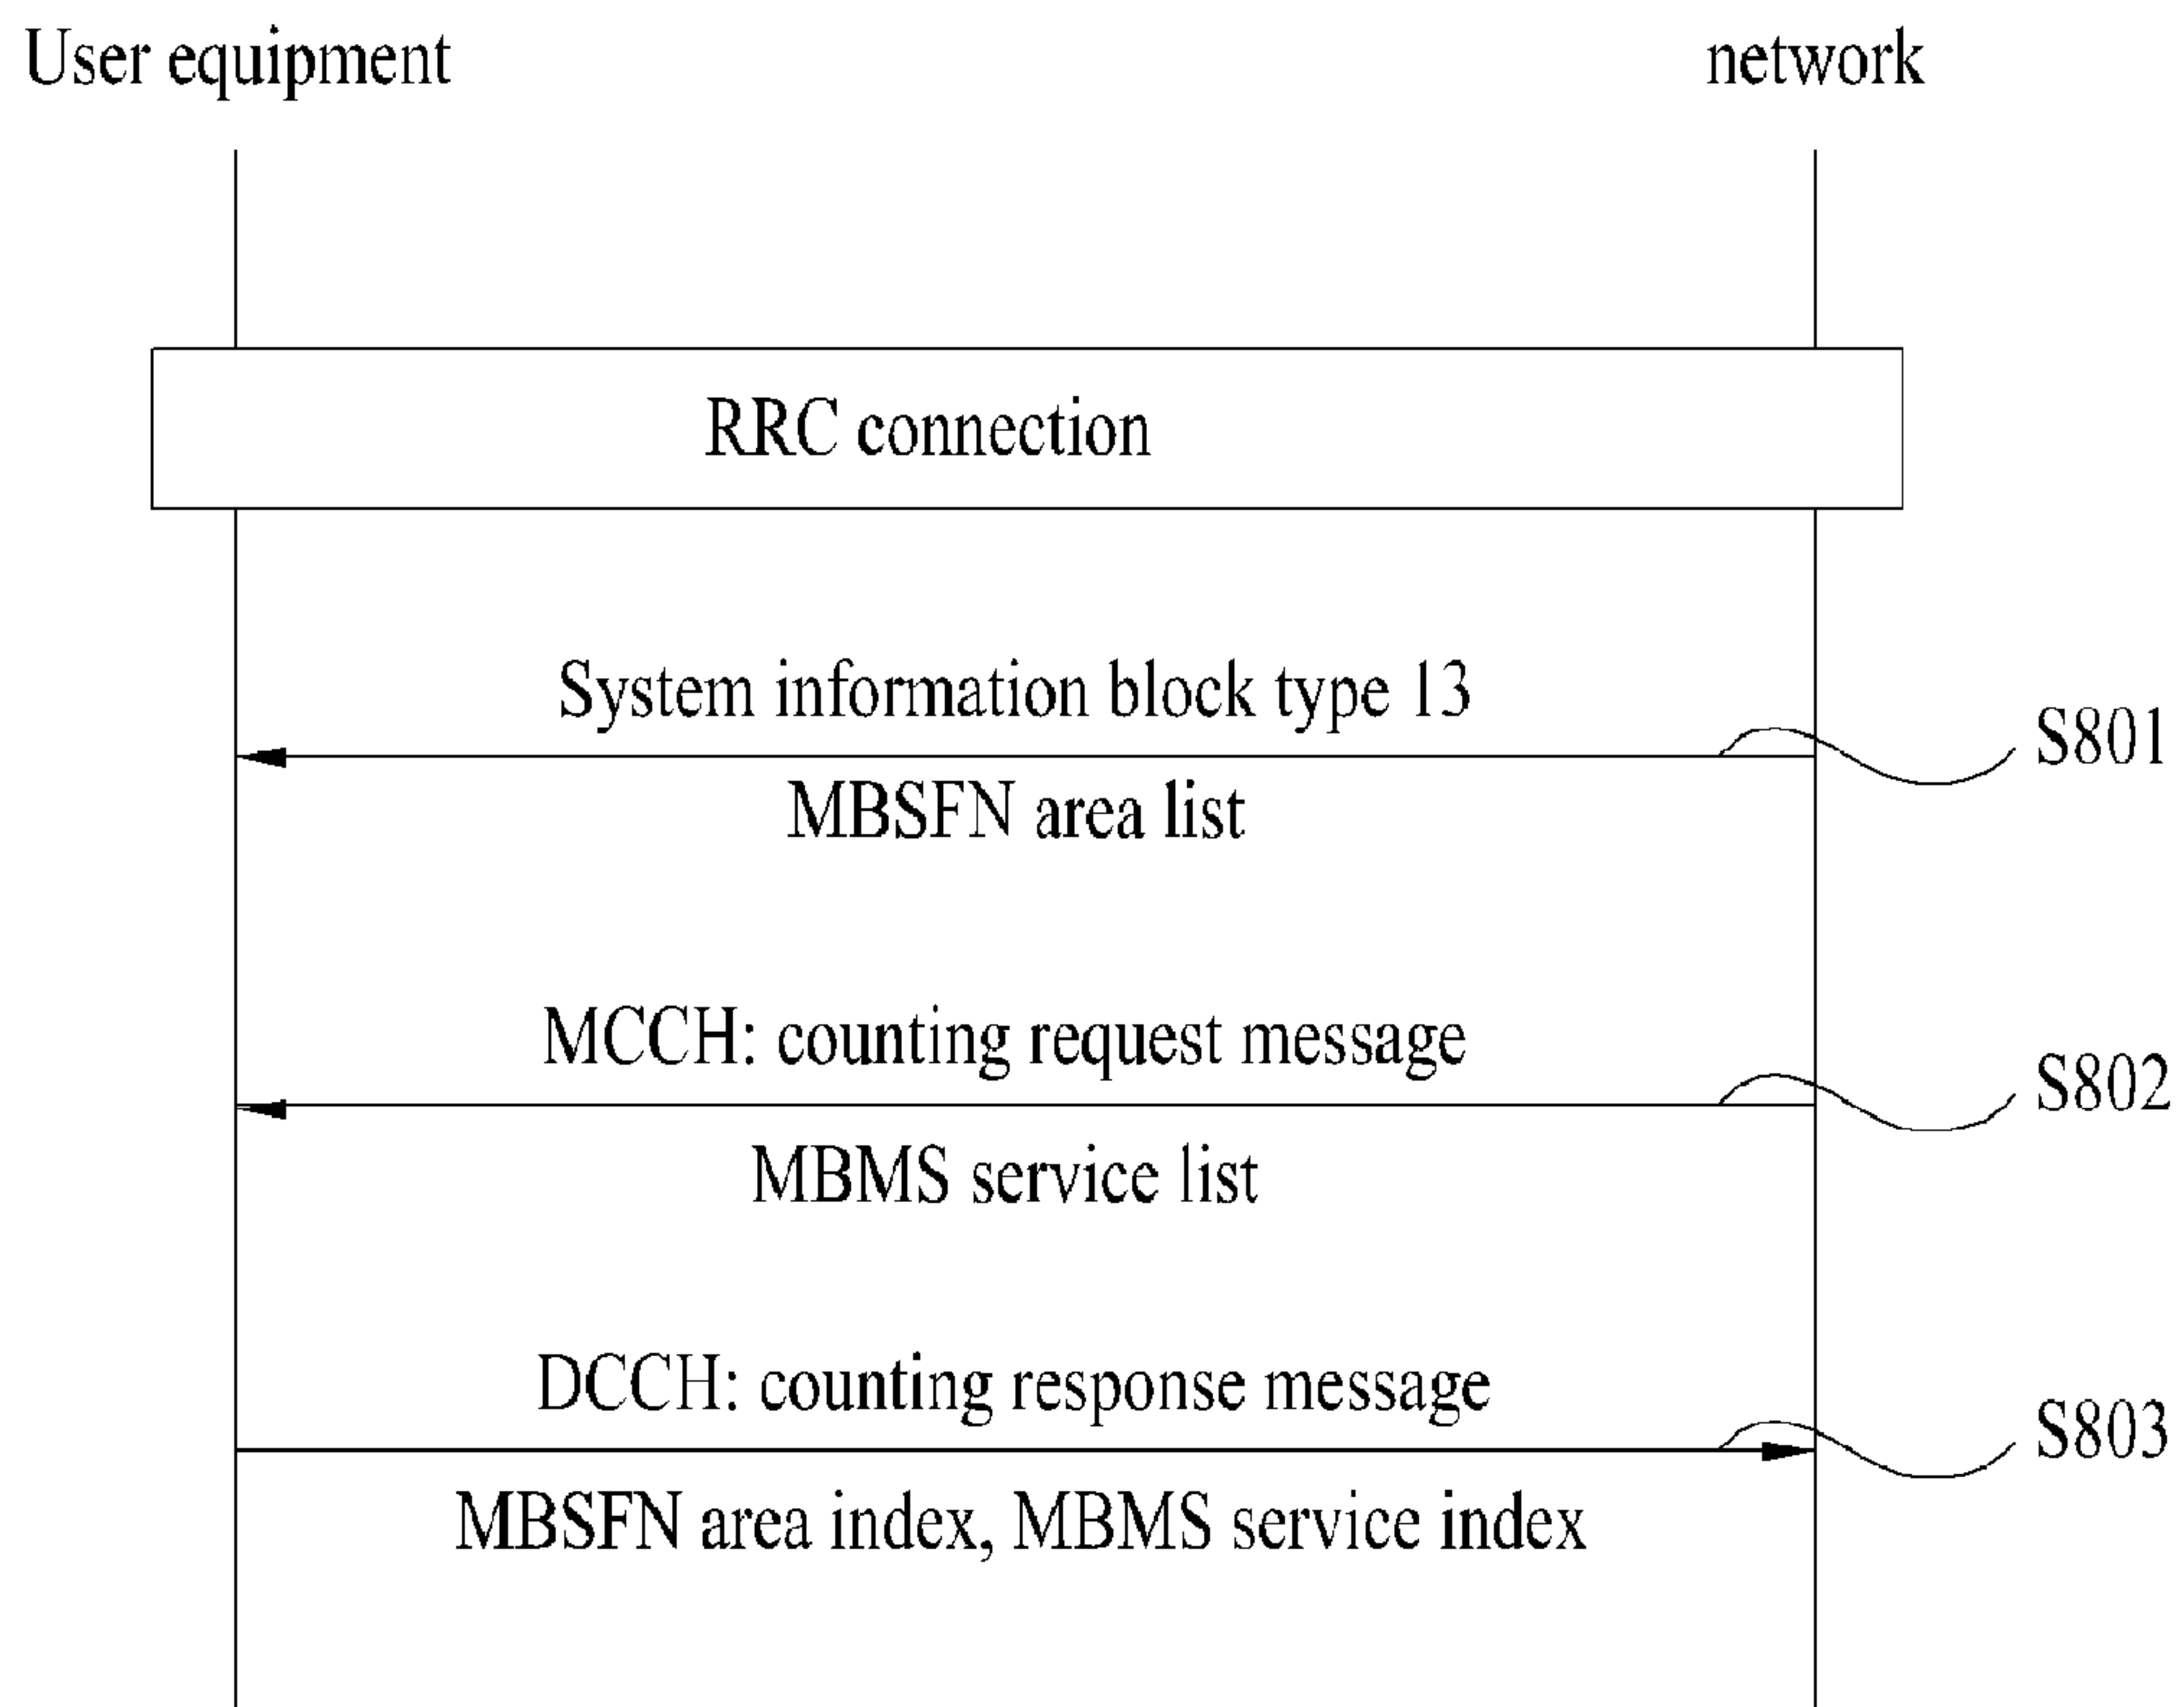 User equipment
network
RRC connection
System information block type 13
S801
MBSFN area list
MCCH: counting request message
S802
MBMS service list
DCCH: counting response message
S803
MBSFN area index, MBMS service index